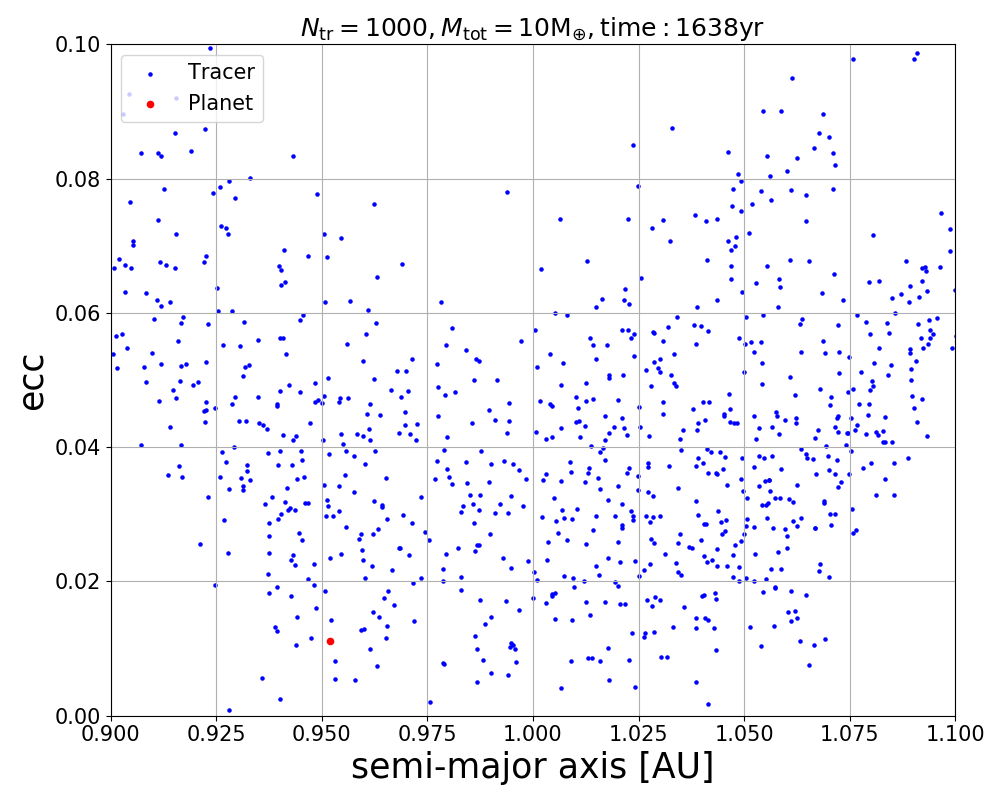 N_tr = 1000, M_tot = 10M_⊕, time : 1638yr
Tracer
Planet
ecc
0.10
0.08
0.06
0.04
0.02
0.00
0.900 0.925 0.950 0.975 1.000 1.025 1.050 1.075 1.100
semi-major axis [AU]